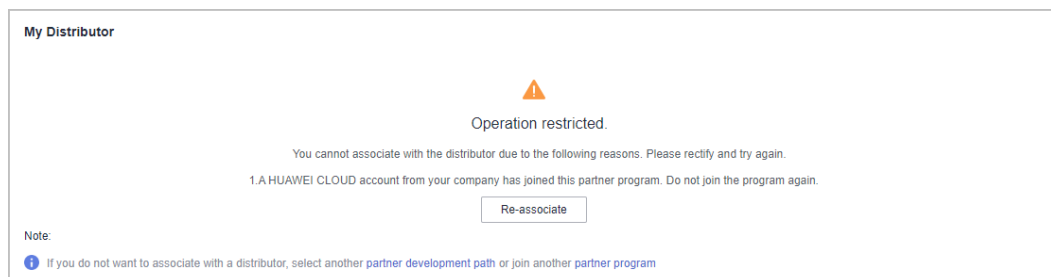 My Distributor
Operation restricted.
You cannot associate with the distributor due to the following reasons. Please rectify and try again.
1.A HUAWEI CLOUD account from your company has joined this partner program. Do not join the program again.
Re-associate
Note:
If you do not want to associate with a distributor, select another partner development path or join another partner program